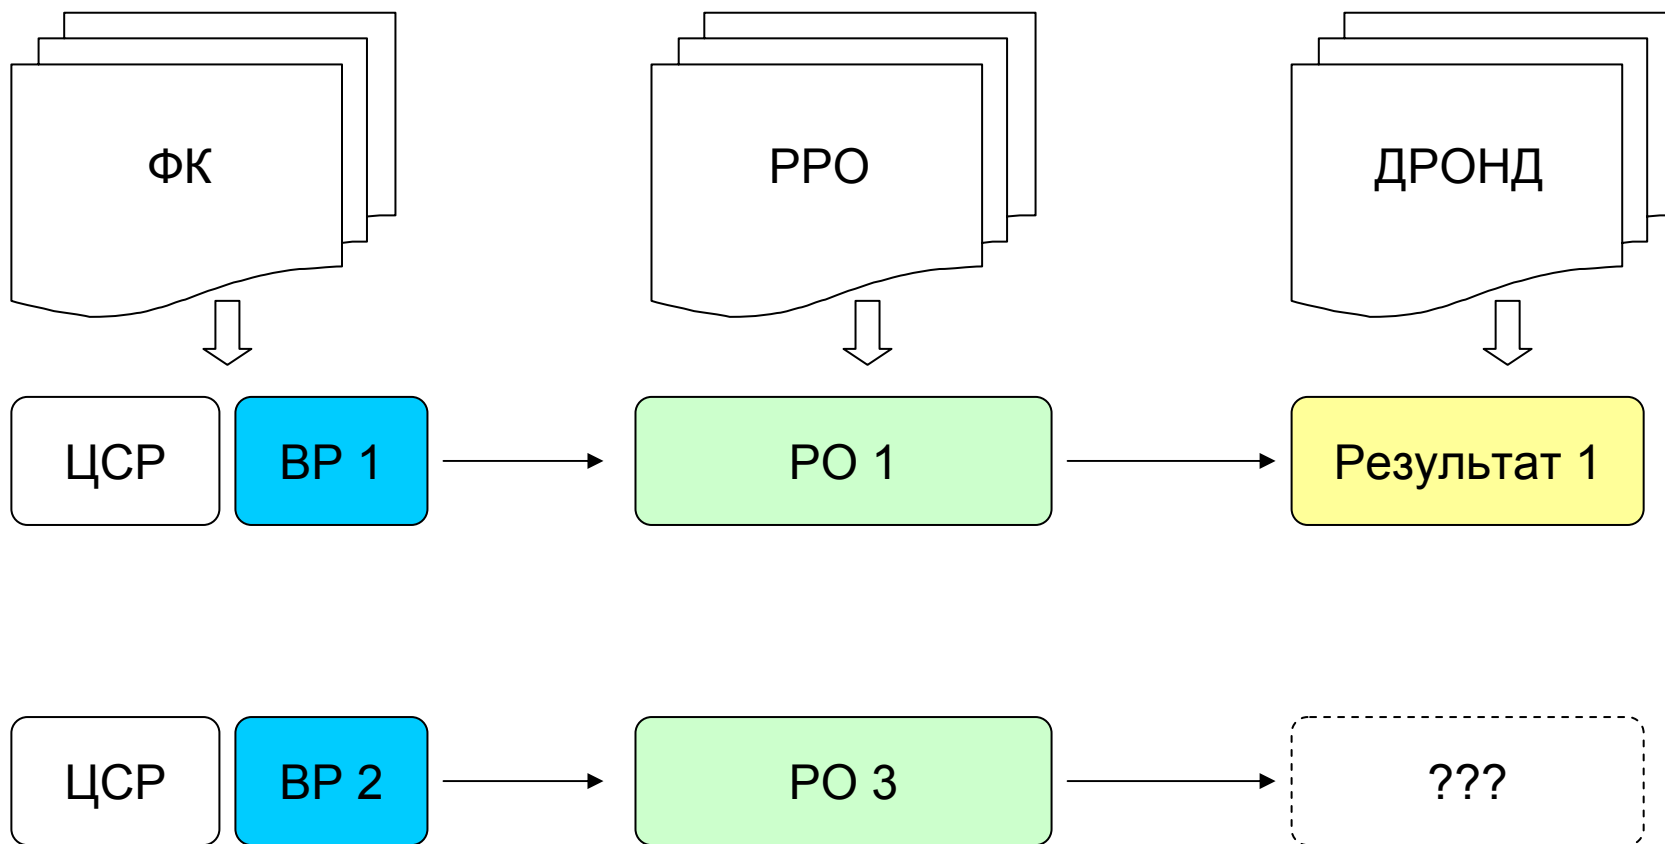 ФК
РРО
ДРОНД
ЦСР
ВР 1
РО 1
Результат 1
ЦСР
ВР 2
РО 3
???